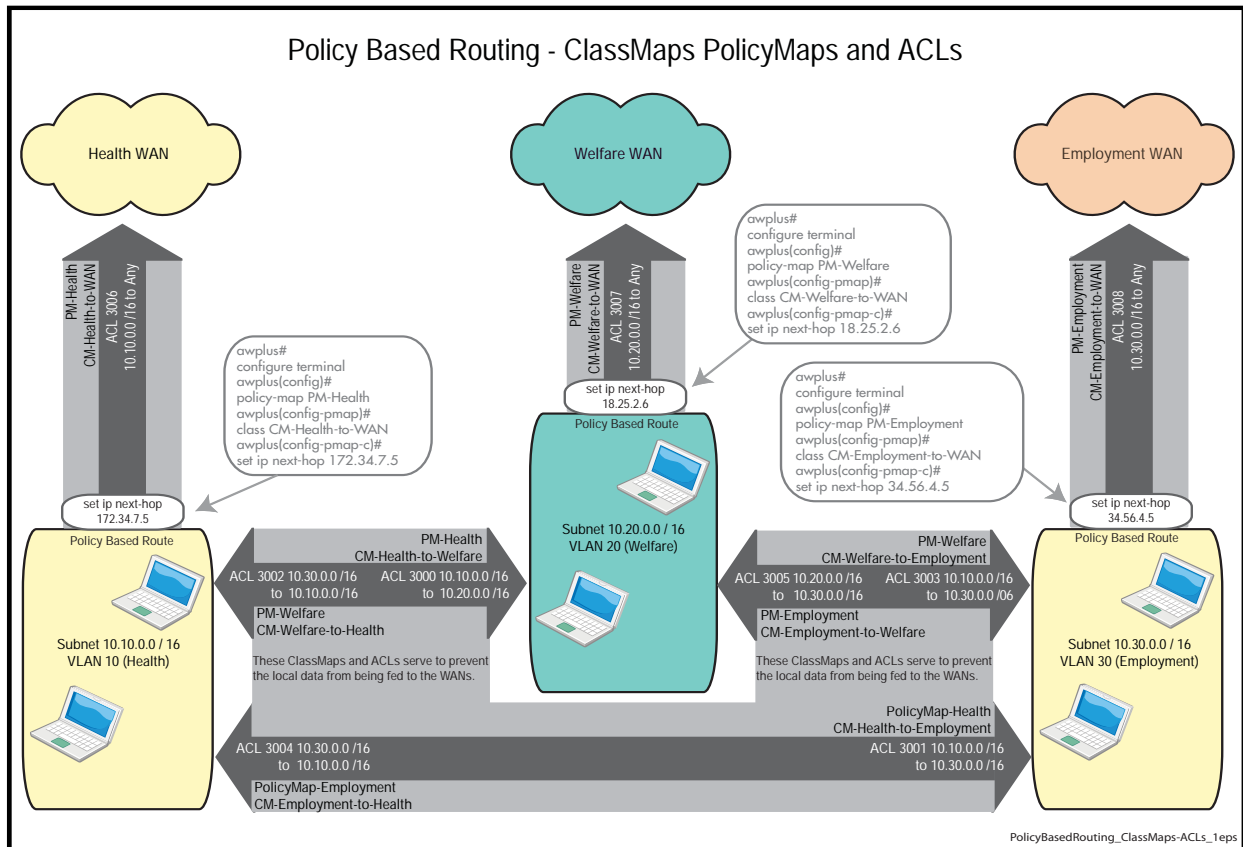 Policy Based Routing - ClassMaps PolicyMaps and ACLs
Health WAN
Welfare WAN
Employment WAN
PM-Health
CM-Health-to-WAN
ACL 3006
10.10.0.0 /16 to Any
awplus#
configure terminal
awplus(config)#
policy-map PM-Health
awplus(config-pmap)#
class CM-Health-to-WAN
awplus(config-pmap-c)#
set ip next-hop 172.34.7.5
PM-Welfare
CM-Welfare-to-WAN
ACL 3007
10.20.0.0 /16 to Any
awplus#
configure terminal
awplus(config)#
policy-map PM-Welfare
awplus(config-pmap)#
class CM-Welfare-to-WAN
awplus(config-pmap-c)#
set ip next-hop 18.25.2.6
PM-Employment
CM-Employment-to-WAN
ACL 3008
10.30.0.0 /16 to Any
awplus#
configure terminal
awplus(config)#
policy-map PM-Employment
awplus(config-pmap)#
class CM-Employment-to-WAN
awplus(config-pmap-c)#
set ip next-hop 34.56.4.5
set ip next-hop
18.25.2.6
Policy Based Route
set ip next-hop
172.34.7.5
Policy Based Route
set ip next-hop
34.56.4.5
Policy Based Route
Subnet 10.10.0.0 / 16
VLAN 10 (Health)
Subnet 10.20.0.0 / 16
VLAN 20 (Welfare)
Subnet 10.30.0.0 / 16
VLAN 30 (Employment)
PM-Health
CM-Health-to-Welfare
ACL 3002 10.30.0.0 /16
to 10.10.0.0 /16
ACL 3000 10.10.0.0 /16
to 10.20.0.0 /16
PM-Welfare
CM-Welfare-to-Health
These ClassMaps and ACLs serve to prevent
the local data from being fed to the WANs.
PM-Welfare
CM-Welfare-to-Employment
ACL 3005 10.20.0.0 /16
to 10.30.0.0 /16
ACL 3003 10.10.0.0 /16
to 10.30.0.0 /06
PM-Employment
CM-Employment-to-Welfare
These ClassMaps and ACLs serve to prevent
the local data from being fed to the WANs.
PolicyMap-Health
CM-Health-to-Employment
ACL 3004 10.30.0.0 /16
to 10.10.0.0 /16
ACL 3001 10.10.0.0 /16
to 10.30.0.0 /16
PolicyMap-Employment
CM-Employment-to-Health
PolicyBasedRouting_ClassMaps-ACLs_1eps